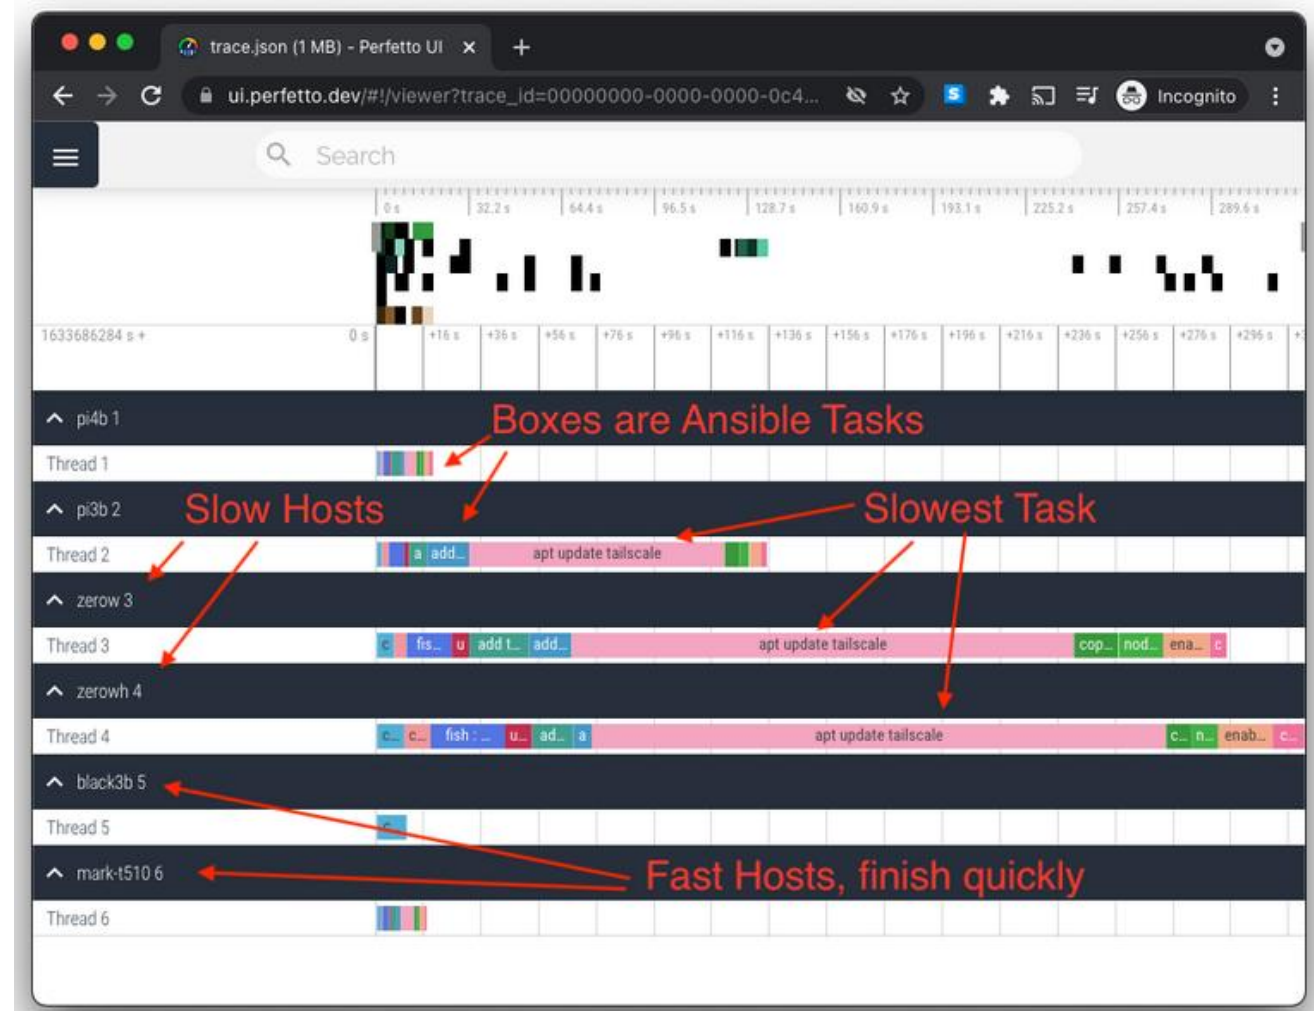 trace.json (1 MB) - Perfetto UI
ui.perfetto.dev/#!/viewer?trace_id=00000000-0000-0000-0c4...
Incognito
Search
0 s 32.2 s 64.4 s 96.5 s 128.7 s 160.9 s 193.1 s 225.2 s 257.4 s 289.6 s
1633686284 s + 0 s +16 s +36 s +56 s +76 s +96 s +116 s +136 s +156 s +176 s +196 s +216 s +236 s +256 s +276 s +296 s
pi4b 1
Boxes are Ansible Tasks
Thread 1
pi3b 2
Slow Hosts
Slowest Task
Thread 2 a add... apt update tailscale
zerow 3
Thread 3 c fis... u add t... add... apt update tailscale cop... nod... ena... c
zerowh 4
Thread 4 c... c... fish : ... u... ad... a apt update tailscale c... n... enab... c...
black3b 5
Thread 5 c...
mark-t510 6
Fast Hosts, finish quickly
Thread 6